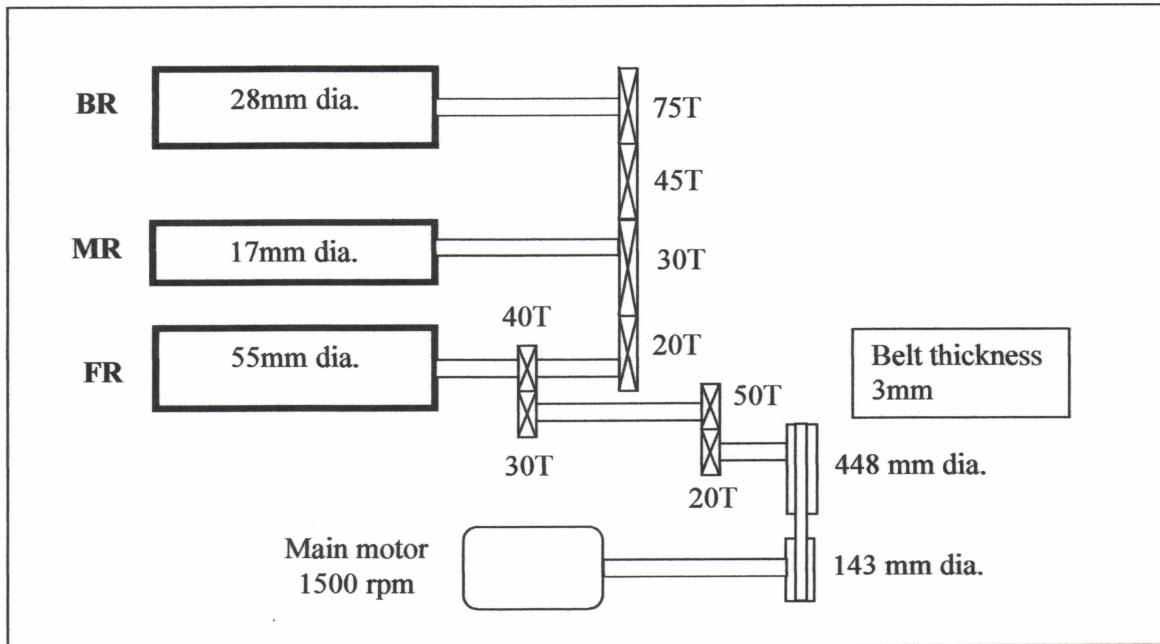 BR
28mm dia.
75T
45T
MR
17mm dia.
30T
40T
FR
55mm dia.
20T
Belt thickness
3mm
50T
30T
20T
448 mm dia.
Main motor
1500 rpm
143 mm dia.